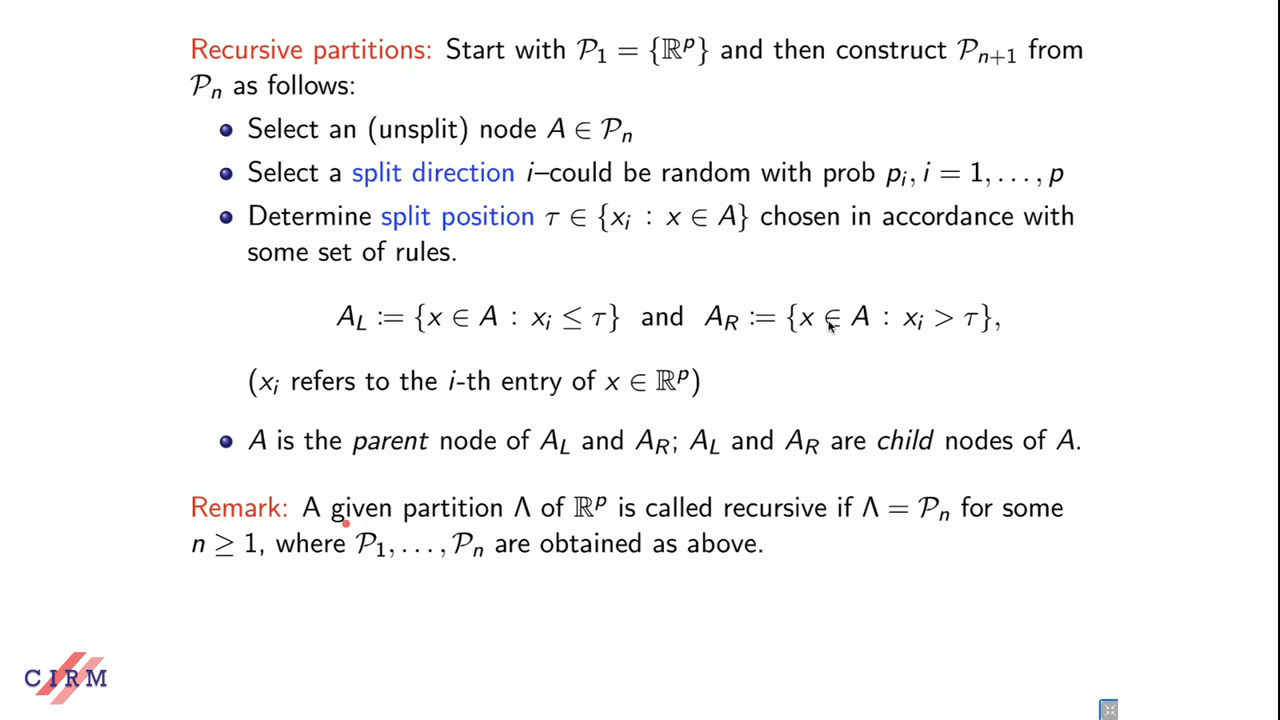 Recursive partitions: Start with 𝒫₁ = {ℝᵖ} and then construct 𝒫ₙ₊₁ from
𝒫ₙ as follows:
Select an (unsplit) node A ∈ 𝒫ₙ
Select a split direction i–could be random with prob pᵢ, i = 1, . . . , p
Determine split position τ ∈ {xᵢ : x ∈ A} chosen in accordance with
some set of rules.
A_L := {x ∈ A : xᵢ ≤ τ} and A_R := {x ∈ A : xᵢ > τ},
(xᵢ refers to the i-th entry of x ∈ ℝᵖ)
A is the parent node of A_L and A_R; A_L and A_R are child nodes of A.
Remark: A given partition Λ of ℝᵖ is called recursive if Λ = 𝒫ₙ for some
n ≥ 1, where 𝒫₁, . . . , 𝒫ₙ are obtained as above.
CIRM